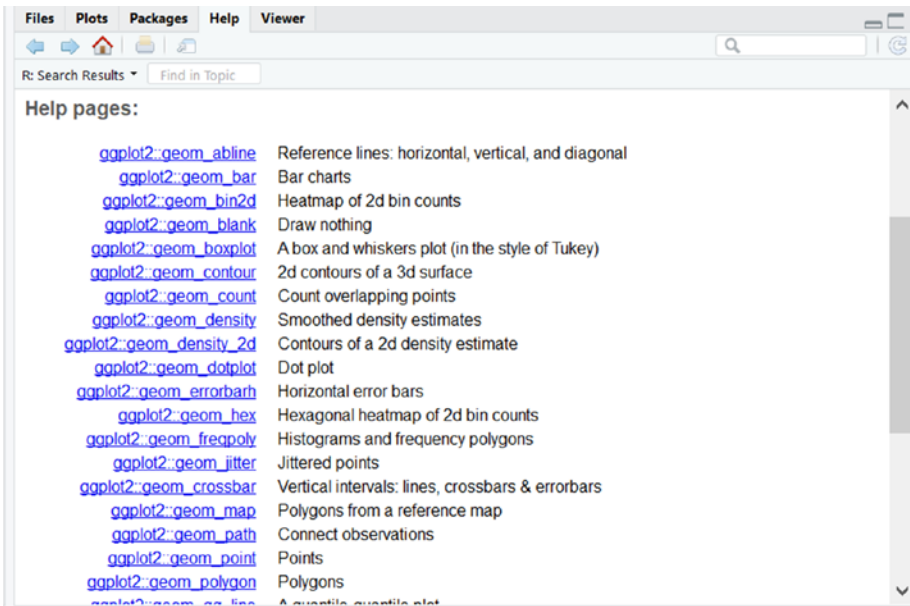 Files Plots Packages Help Viewer
R: Search Results Find in Topic
Help pages:
ggplot2::geom_abline Reference lines: horizontal, vertical, and diagonal
ggplot2::geom_bar Bar charts
ggplot2::geom_bin2d Heatmap of 2d bin counts
ggplot2::geom_blank Draw nothing
ggplot2::geom_boxplot A box and whiskers plot (in the style of Tukey)
ggplot2::geom_contour 2d contours of a 3d surface
ggplot2::geom_count Count overlapping points
ggplot2::geom_density Smoothed density estimates
ggplot2::geom_density_2d Contours of a 2d density estimate
ggplot2::geom_dotplot Dot plot
ggplot2::geom_errorbarh Horizontal error bars
ggplot2::geom_hex Hexagonal heatmap of 2d bin counts
ggplot2::geom_freqpoly Histograms and frequency polygons
ggplot2::geom_jitter Jittered points
ggplot2::geom_crossbar Vertical intervals: lines, crossbars & errorbars
ggplot2::geom_map Polygons from a reference map
ggplot2::geom_path Connect observations
ggplot2::geom_point Points
ggplot2::geom_polygon Polygons
ggplot2::geom_qq_line A quantile-quantile plot